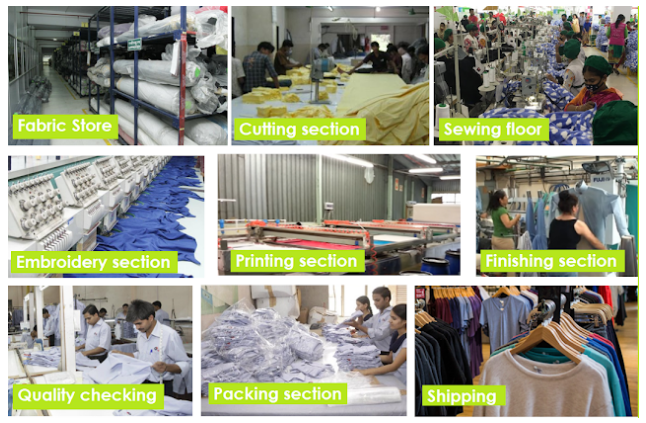 Fabric Store
Cutting section
Sewing floor
Embroidery section
Printing section
Finishing section
Quality checking
Packing section
Shipping